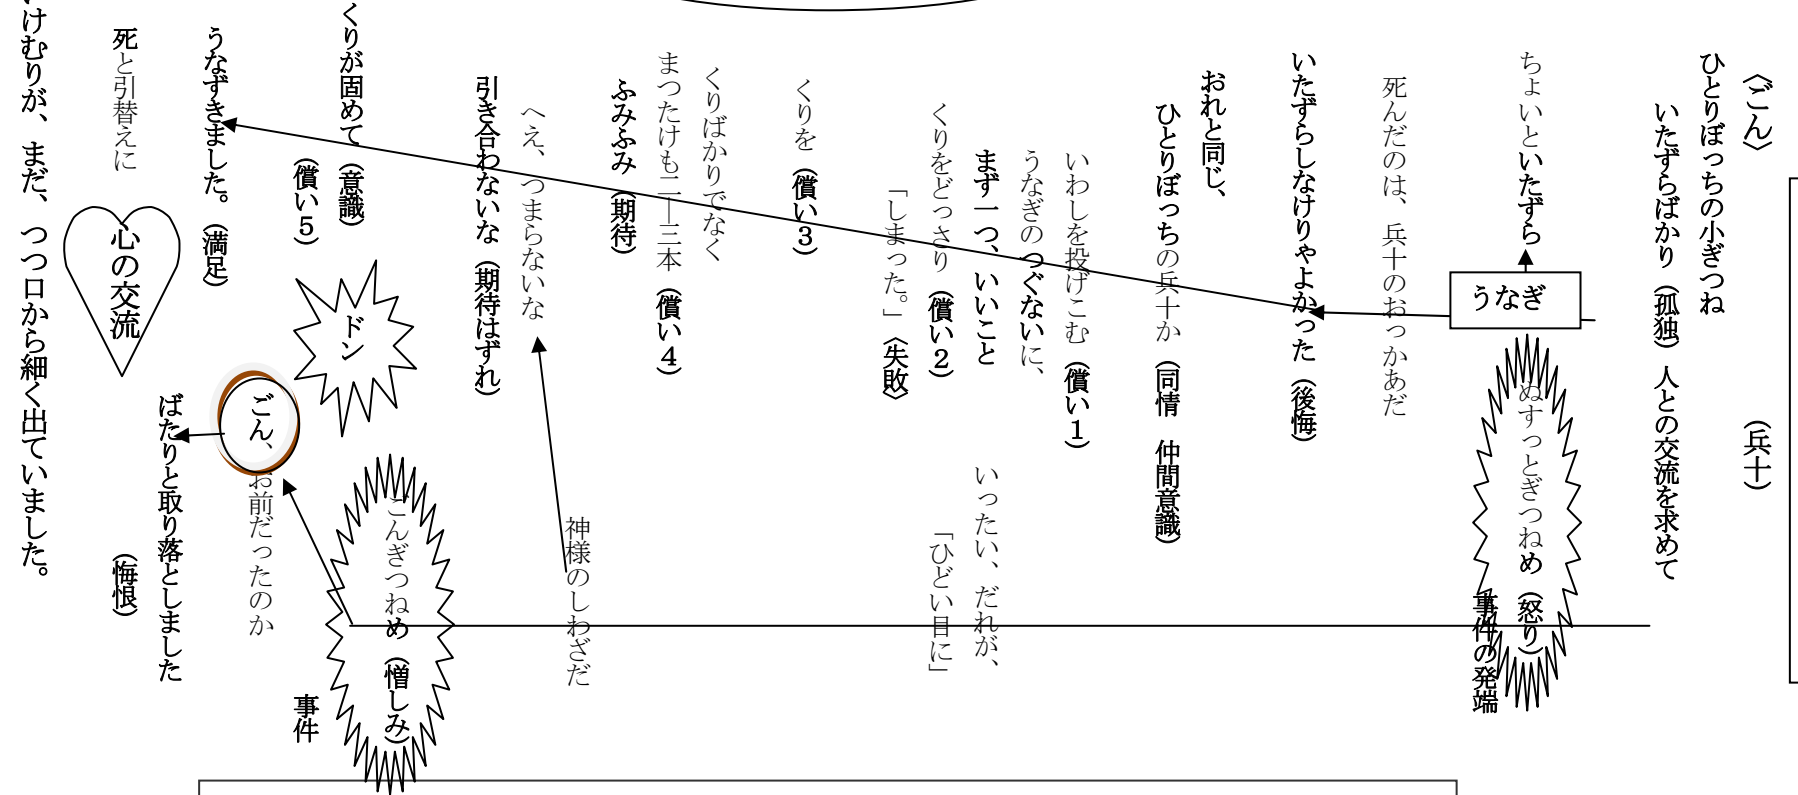 〈ごん〉
（兵十）
ひとりぼっちの小ぎつね
いたずらばかり（孤独）人との交流を求めて
ちょいといたずら
うなぎ
ぬすっとぎつねめ（怒り）
事件の発端
死んだのは、兵十のおっかあだ
いたずらしなけりゃよかった（後悔）
おれと同じ、
ひとりぼっちの兵十か（同情　仲間意識）
いわしを投げこむ（償い１）
うなぎのつぐないに、
まず一つ、いいこと
いったい、だれが、
くりをどっさり（償い２）
「ひどい目に」
「しまった。」〈失敗〉
くりを（償い３）
くりばかりでなく
まつたけも二―三本（償い４）
ふみふみ（期待）
神様のしわざだ
へえ、つまらないな
引き合わないな（期待はずれ）
ごんぎつねめ（憎しみ）
くりが固めて（意識）
ドン
（償い５）
事件
ごん、お前だったのか
うなずきました。（満足）
ばたりと取り落としました
死と引替えに
心の交流
（悔恨）
けむりが、まだ、つつ口から細く出ていました。